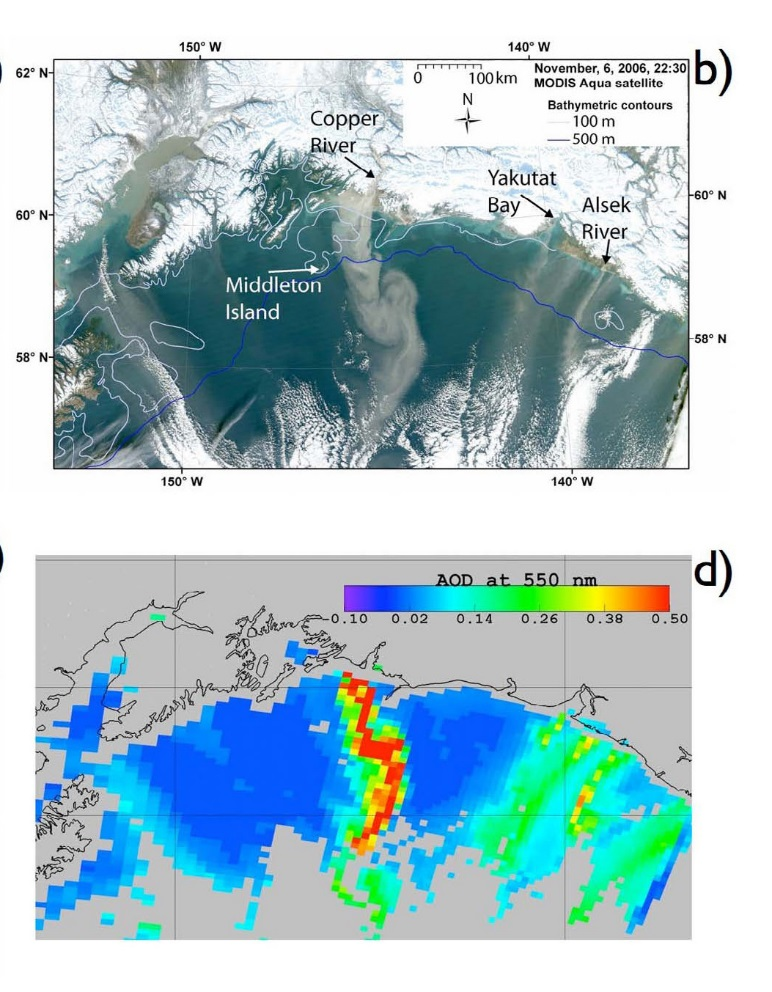 )
150° W
140° W
62° N
0
100 km
November, 6, 2006, 22:30
MODIS Aqua satellite
b)
N
Bathymetric contours
100 m
500 m
Copper
River
Yakutat
Bay
Alsek
River
60° N
60° N
Middleton
Island
58° N
58° N
150° W
140° W
)
d)
AOD at 550 nm
-0.10 0.02 0.14 0.26 0.38 0.50